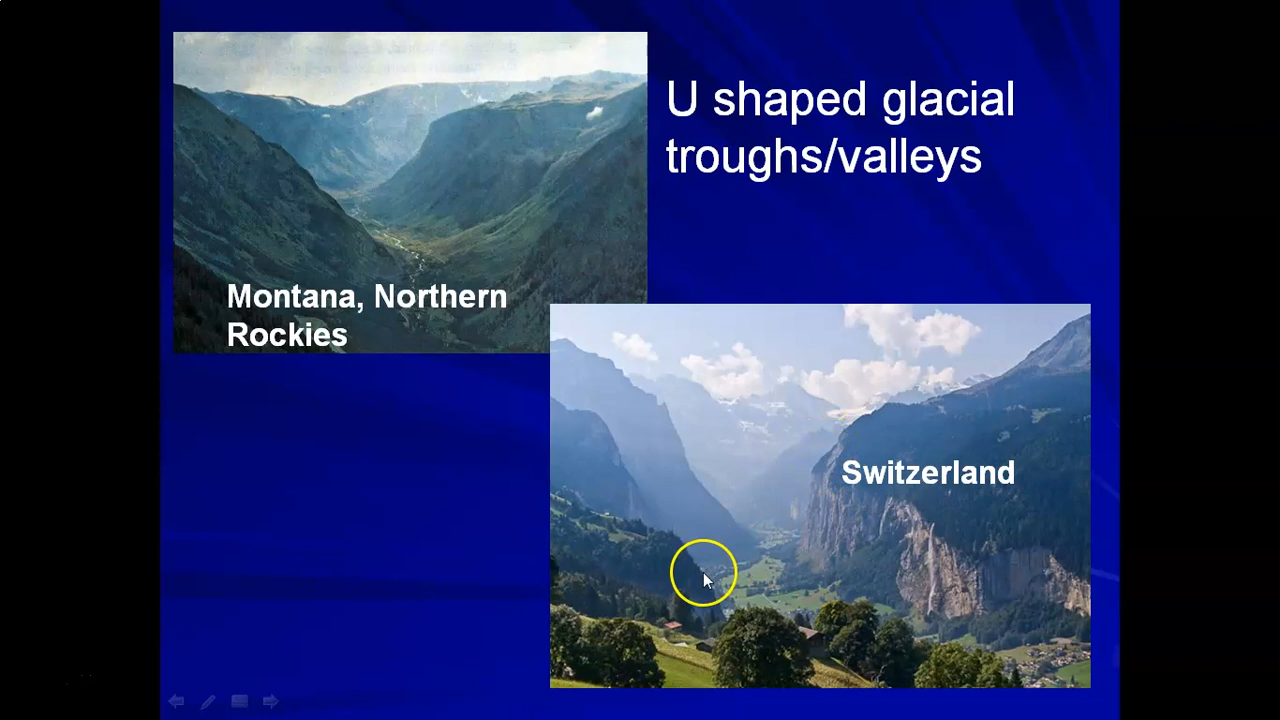 U shaped glacial
troughs/valleys
Montana, Northern
Rockies
Switzerland